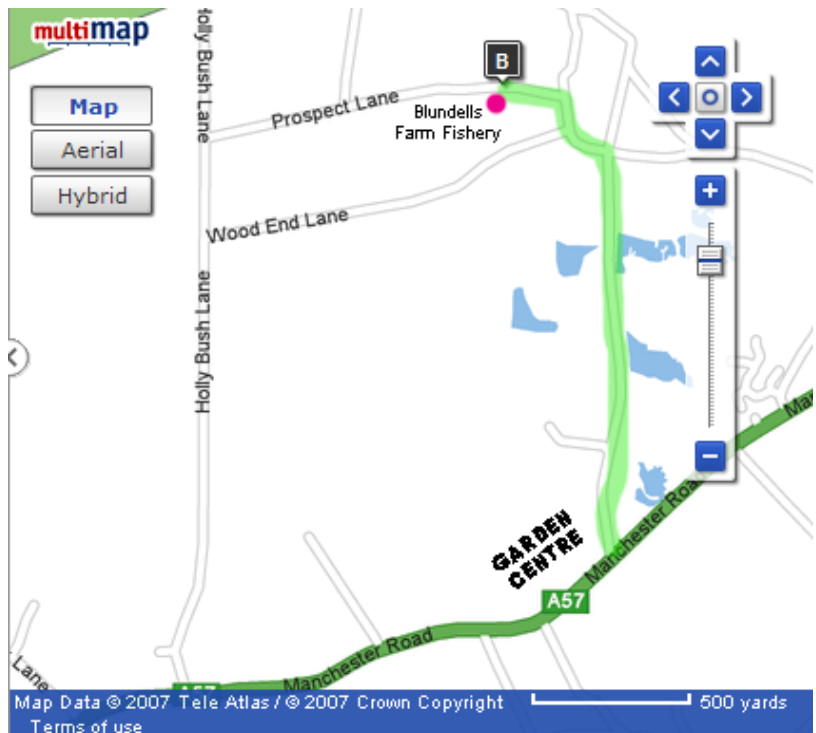 multimap
Map
Aerial
Hybrid
Holly Bush Lane
B
Prospect Lane
Blundells
Farm Fishery
Wood End Lane
Holly Bush Lane
GARDEN
CENTRE
Manchester Road
A57
Manchester Road
Lane
A57
Map Data © 2007 Tele Atlas / © 2007 Crown Copyright
500 yards
Terms of use